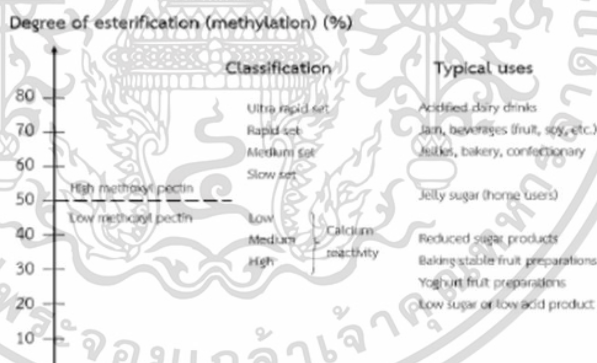 Degree of esterification (methylation) (%)
Classification Typical uses
80 Ultra rapid set Acidified dairy drinks
70 Rapid set Jam, beverages (fruit, soy, etc.)
Medium set Jellies, bakery, confectionary
60 Slow set
High methoxyl pectin Jelly sugar (home users)
50
Low methoxyl pectin Low
Calcium
40 Medium Reduced sugar products
reactivity
30 High Baking stable fruit preparations
Yoghurt fruit preparations
20 Low sugar or low acid product
10